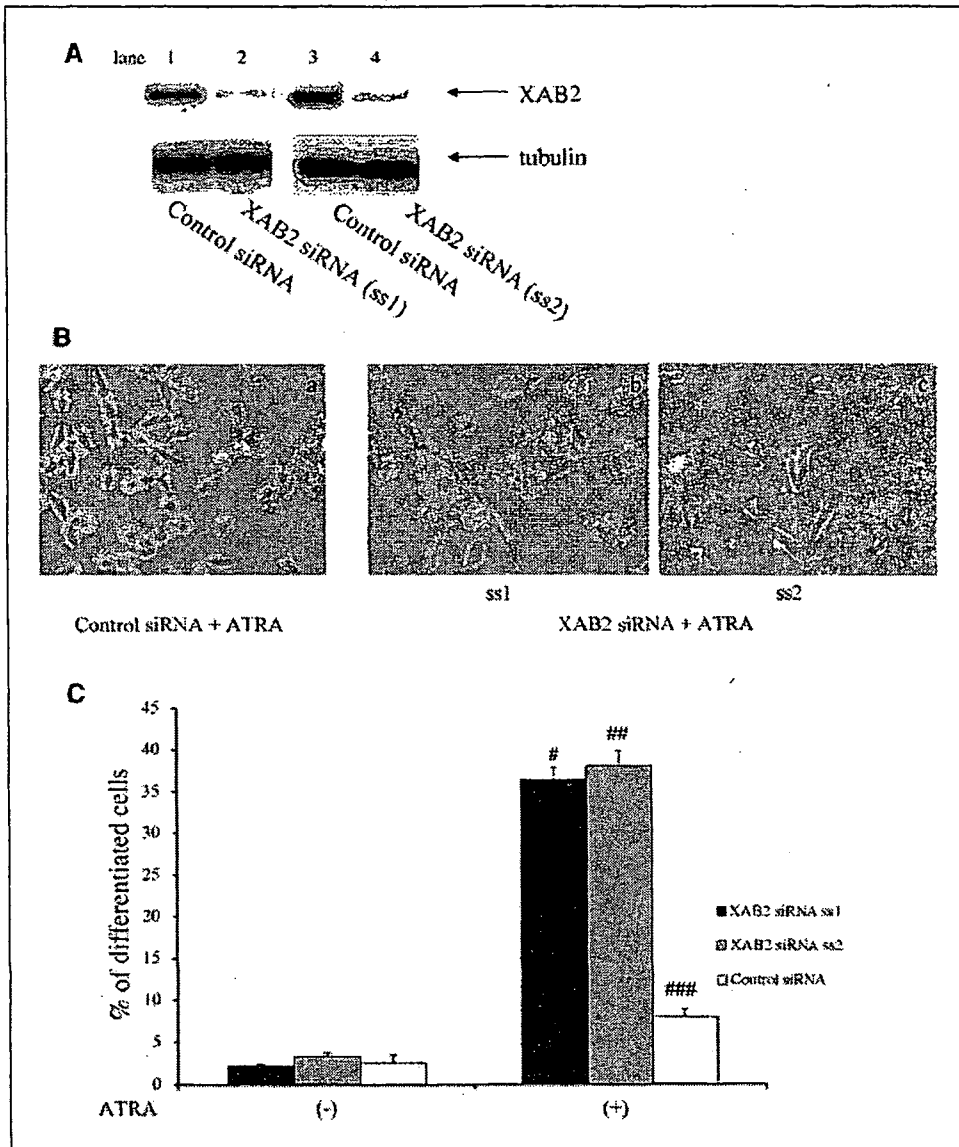 A
lane 1 2 3 4
XAB2
tubulin
Control siRNA
XAB2 siRNA (ss1)
Control siRNA
XAB2 siRNA (ss2)
B
a
b
c
ss1
ss2
Control siRNA + ATRA
XAB2 siRNA + ATRA
C
% of differentiated cells
45
40
35
30
25
20
15
10
5
0
#
##
###
XAB2 siRNA ss1
XAB2 siRNA ss2
Control siRNA
ATRA (-) (+)